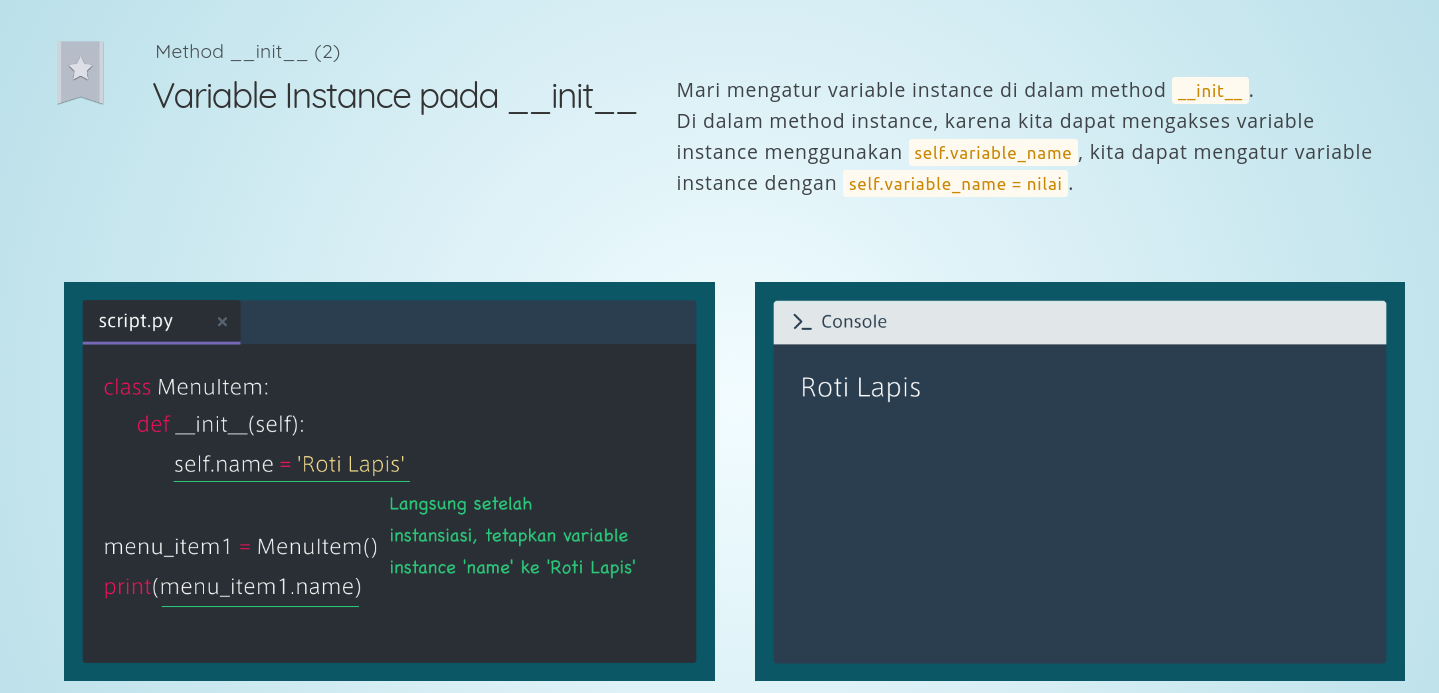 Method __init__ (2)
Variable Instance pada __init__
Mari mengatur variable instance di dalam method __init__.
Di dalam method instance, karena kita dapat mengakses variable
instance menggunakan self.variable_name, kita dapat mengatur variable
instance dengan self.variable_name = nilai.
script.py ×
class MenuItem:
def __init__(self):
self.name = 'Roti Lapis'
Langsung setelah
instansiasi, tetapkan variable
instance 'name' ke 'Roti Lapis'
menu_item1 = MenuItem()
print(menu_item1.name)
>_ Console
Roti Lapis